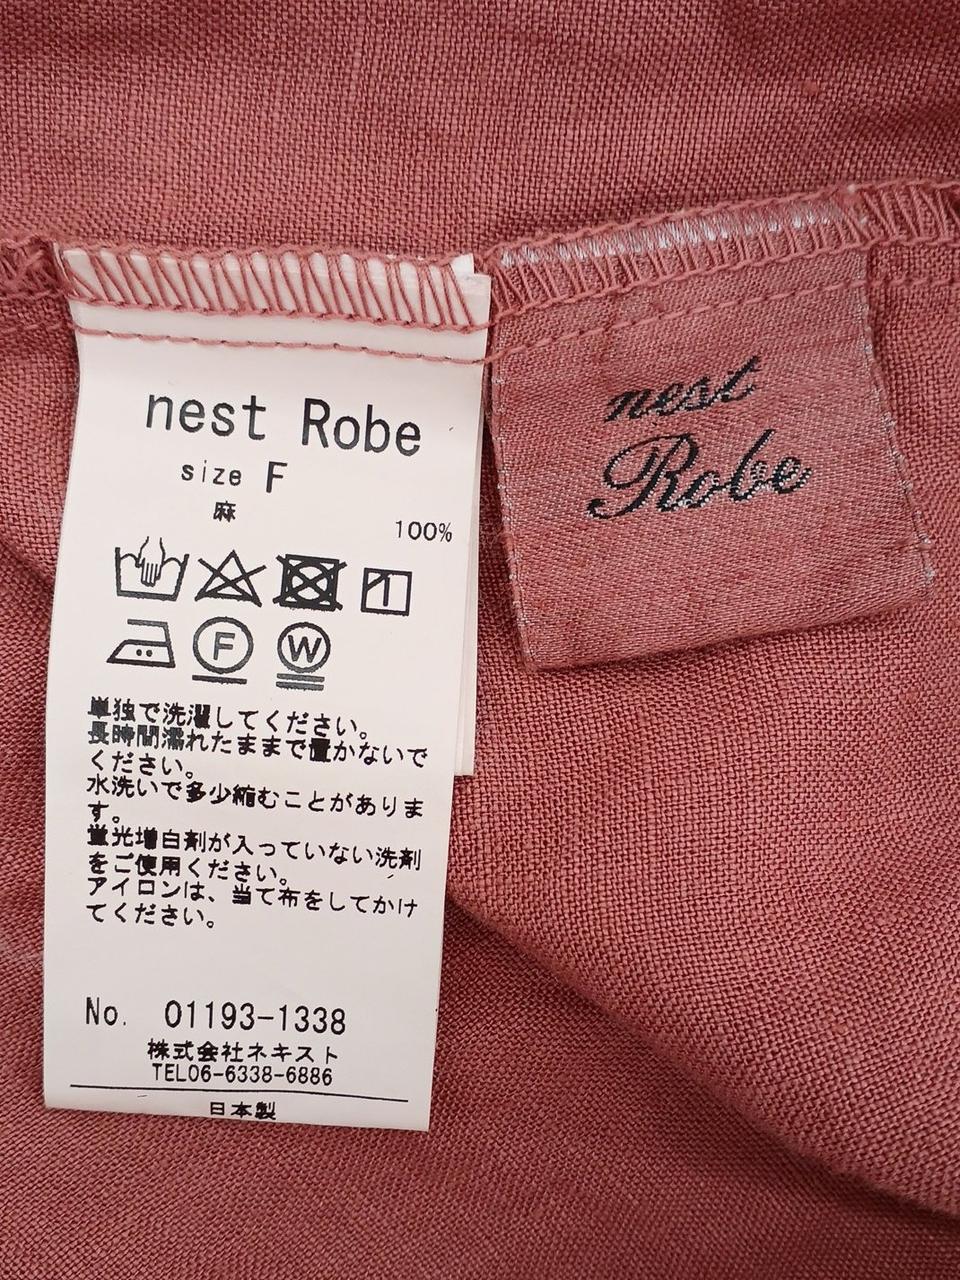 nest Robe
size F
麻
100%
F W
単独で洗濯してください。
長時間濡れたままで置かないで
ください。
水洗いで多少縮むことがありま
す。
蛍光増白剤が入っていない洗剤
をご使用ください。
アイロンは、当て布をしてかけ
てください。
No. 01193-1338
株式会社ネキスト
TEL06-6338-6886
日本製
nest
Robe